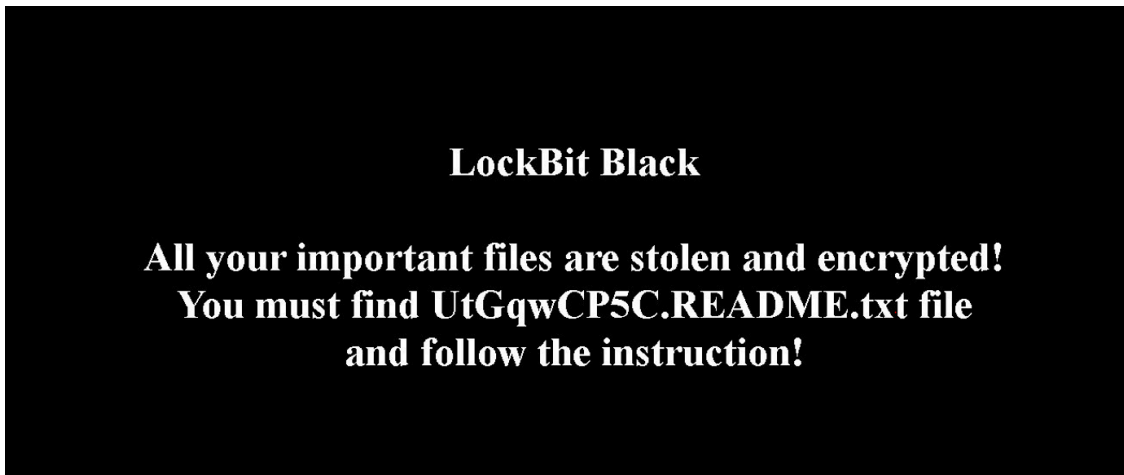 LockBit Black
All your important files are stolen and encrypted!
You must find UtGqwCP5C.README.txt file
and follow the instruction!